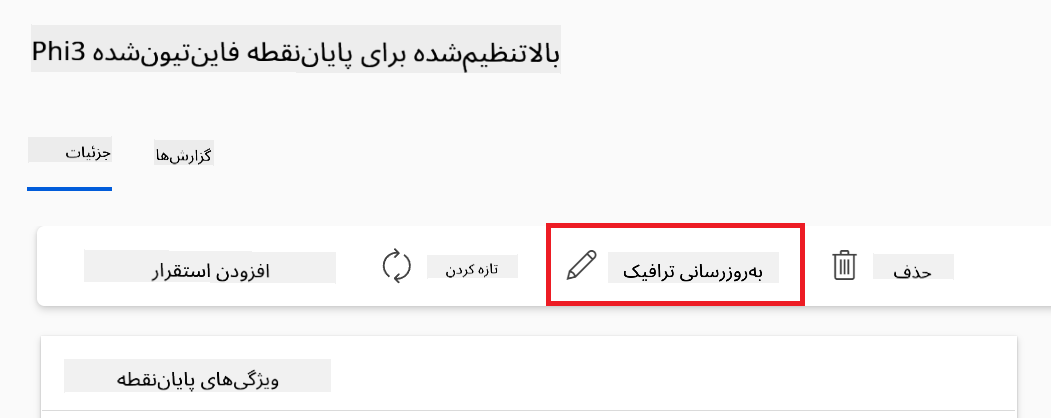 بالاتنظیم‌شده برای پایان‌نقطه فاین‌تیون‌شده Phi3
جزئیات
گزارش‌ها
افزودن استقرار
تازه کردن
به‌روزرسانی ترافیک
حذف
ویژگی‌های پایان‌نقطه